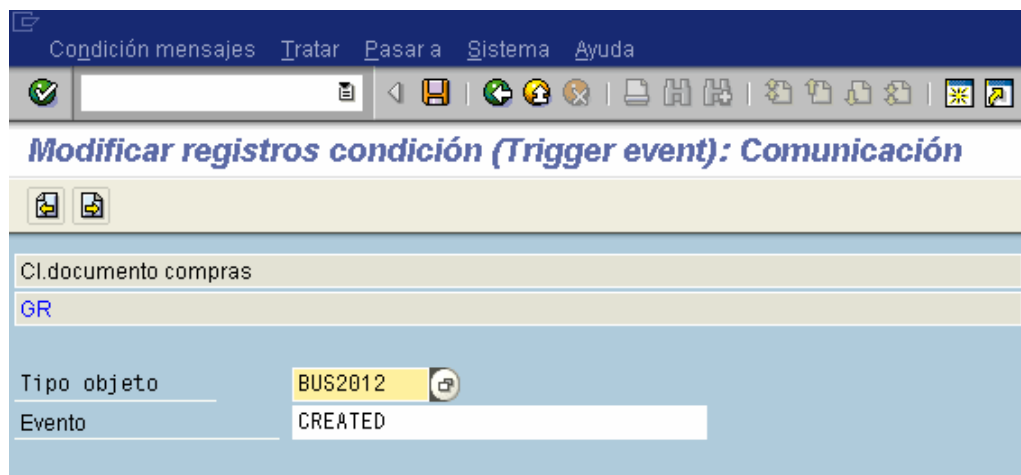 Condición mensajes Tratar Pasar a Sistema Ayuda
Modificar registros condición (Trigger event): Comunicación
Cl.documento compras
GR
Tipo objeto BUS2012
Evento CREATED